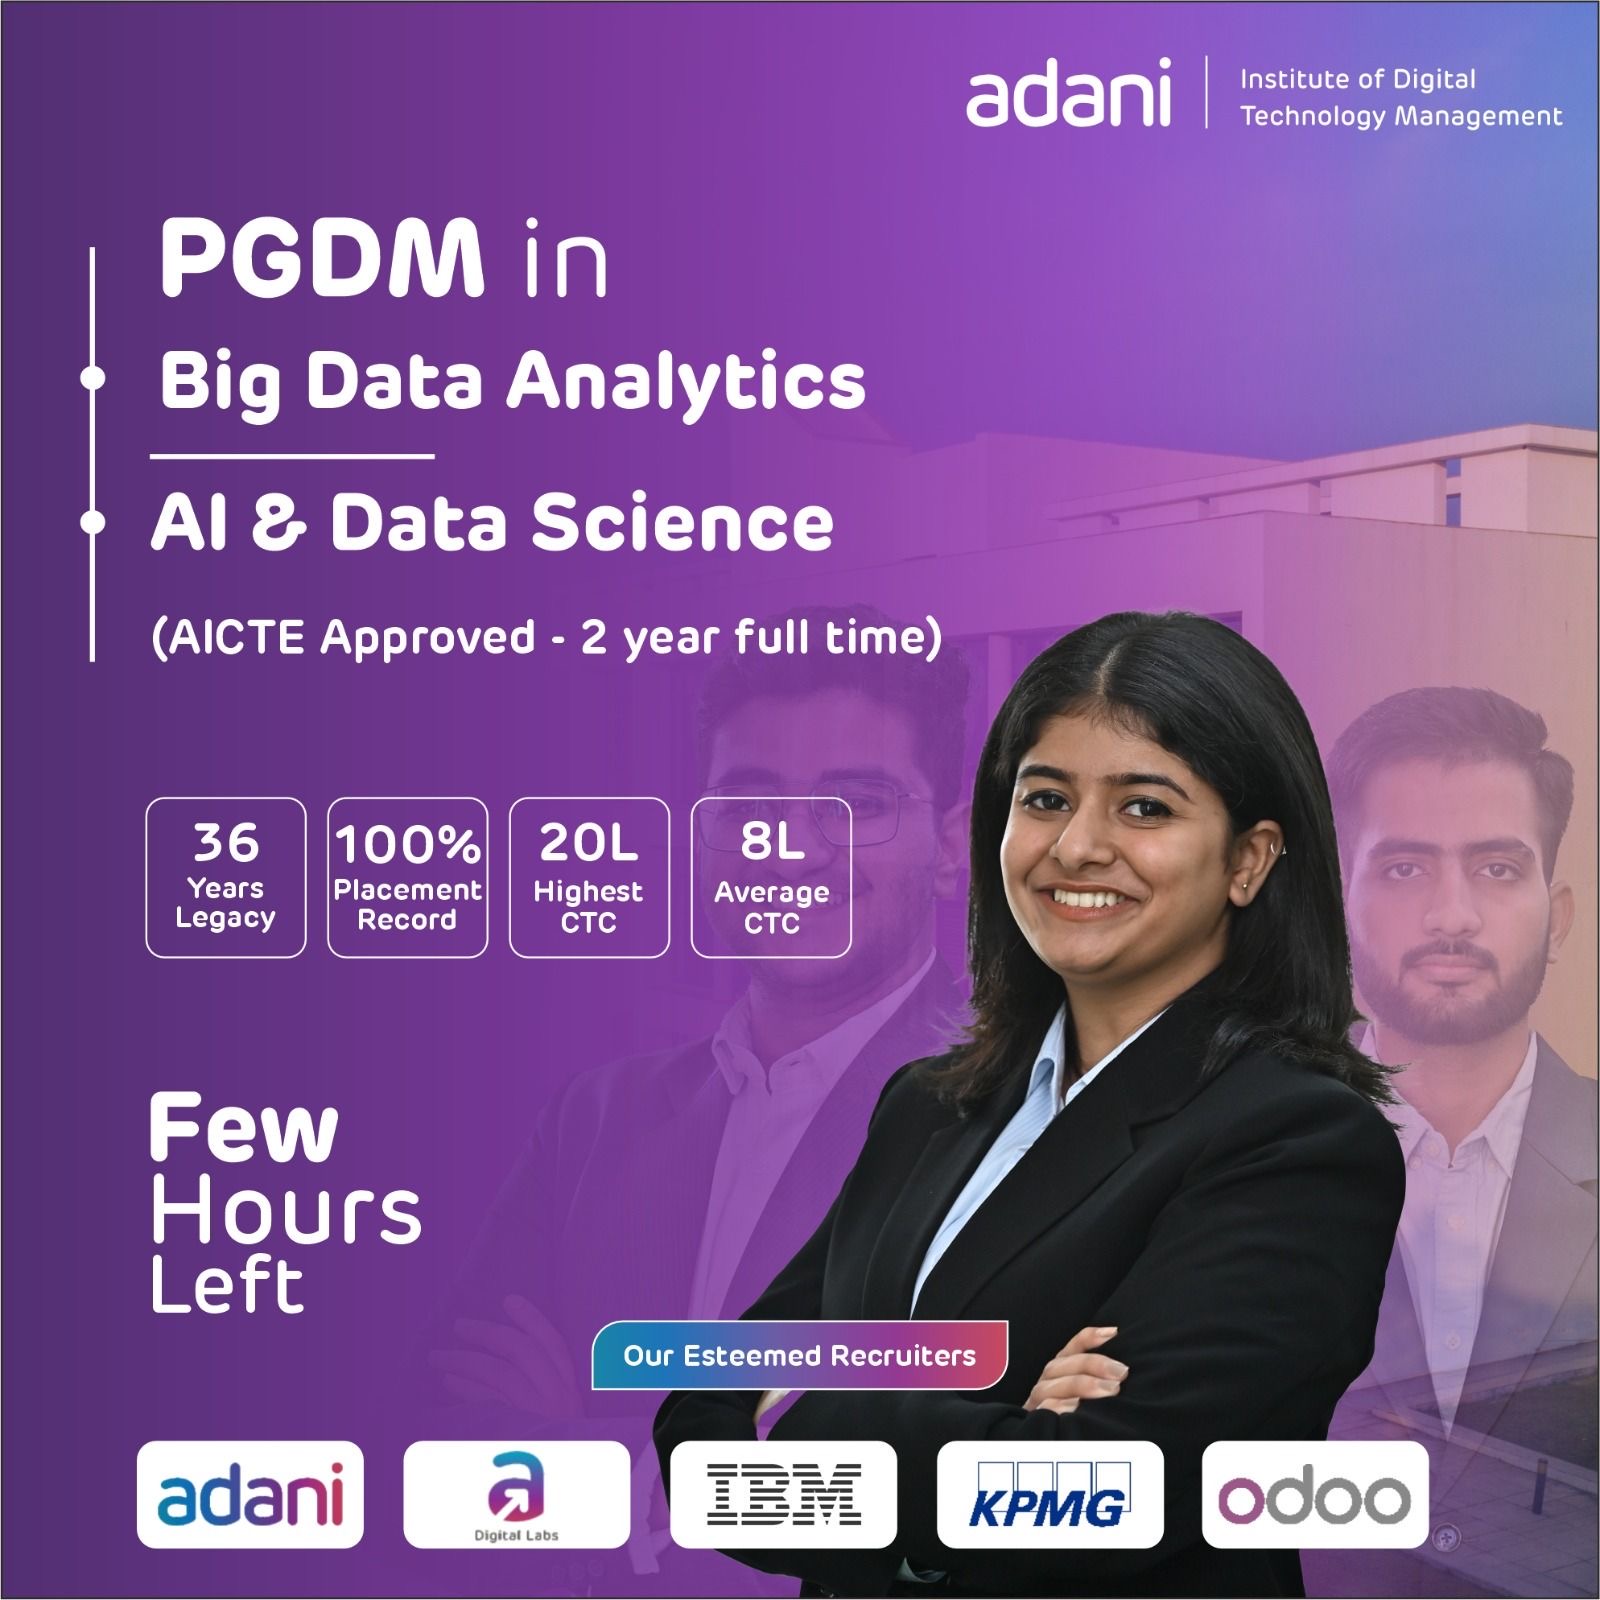 adani
Institute of Digital
Technology Management
PGDM in
Big Data Analytics
AI & Data Science
(AICTE Approved - 2 year full time)
36
Years
Legacy
100%
Placement
Record
20L
Highest
CTC
8L
Average
CTC
Few
Hours
Left
Our Esteemed Recruiters
adani
a
Digital Labs
IBM
KPMG
odoo